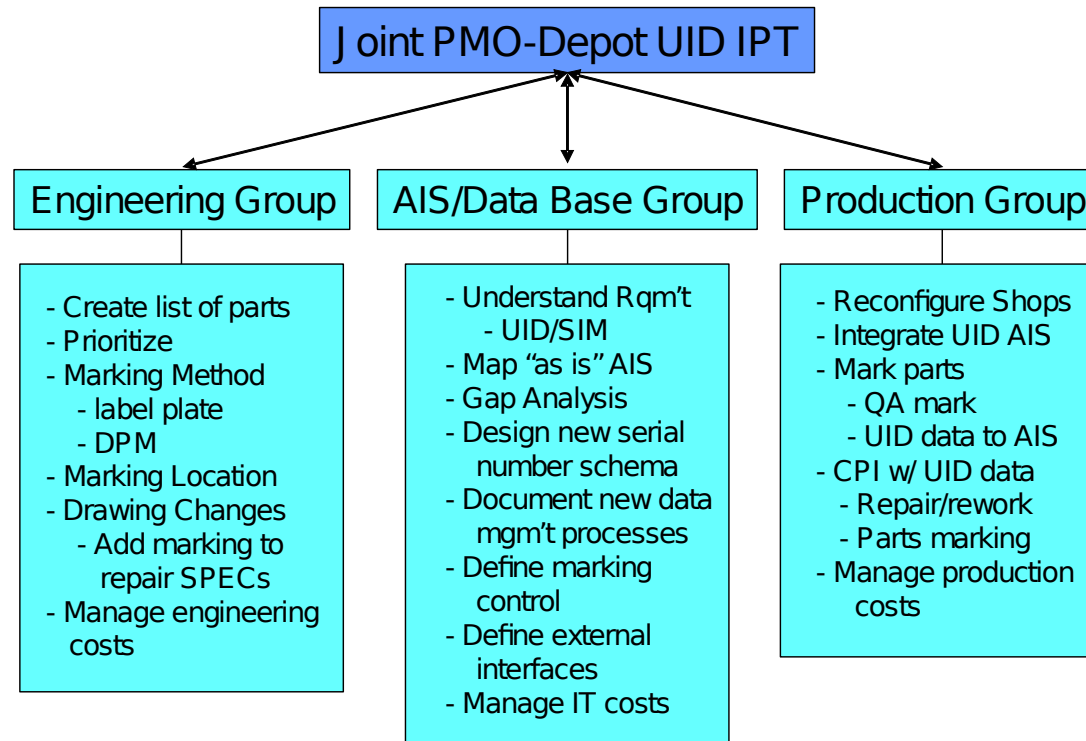 Joint PMO-Depot UID IPT
Engineering Group
- Create list of parts
- Prioritize
- Marking Method
- label plate
- DPM
- Marking Location
- Drawing Changes
- Add marking to
repair SPECs
- Manage engineering
costs
AIS/Data Base Group
- Understand Rqm't
- UID/SIM
- Map “as is” AIS
- Gap Analysis
- Design new serial
number schema
- Document new data
mgm't processes
- Define marking
control
- Define external
interfaces
- Manage IT costs
Production Group
- Reconfigure Shops
- Integrate UID AIS
- Mark parts
- QA mark
- UID data to AIS
- CPI w/ UID data
- Repair/rework
- Parts marking
- Manage production
costs